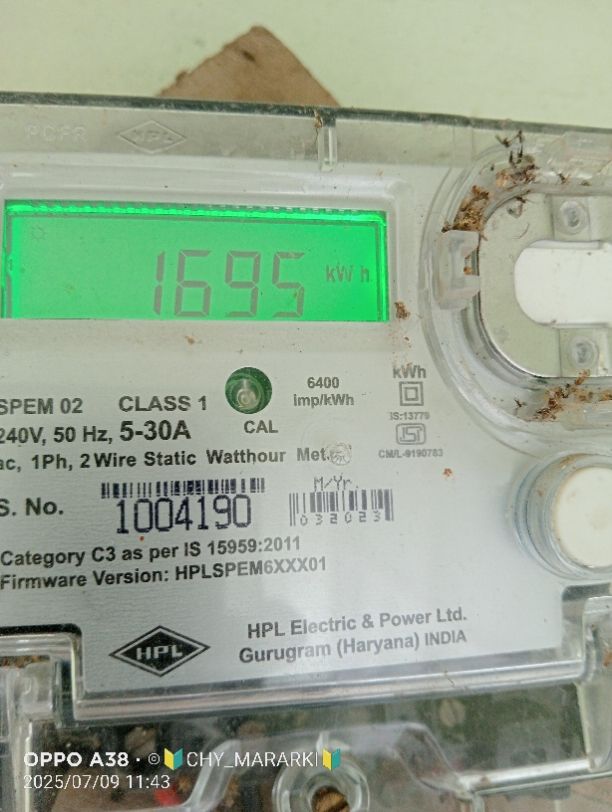 HPL
1695 kWh
6400
imp/kWh
kWh
IS:13779
CM/L-9190783
SPEM 02 CLASS 1
CAL
240V, 50 Hz, 5-30A
ac, 1Ph, 2 Wire Static Watthour
S. No. 1004190
M/Yr.
032023
Category C3 as per IS 15959:2011
Firmware Version: HPLSPEM6XXX01
HPL
HPL Electric & Power Ltd.
Gurugram (Haryana) INDIA
OPPO A38 · ©🔰CHY_MARARKI🔰
2025/07/09 11:43